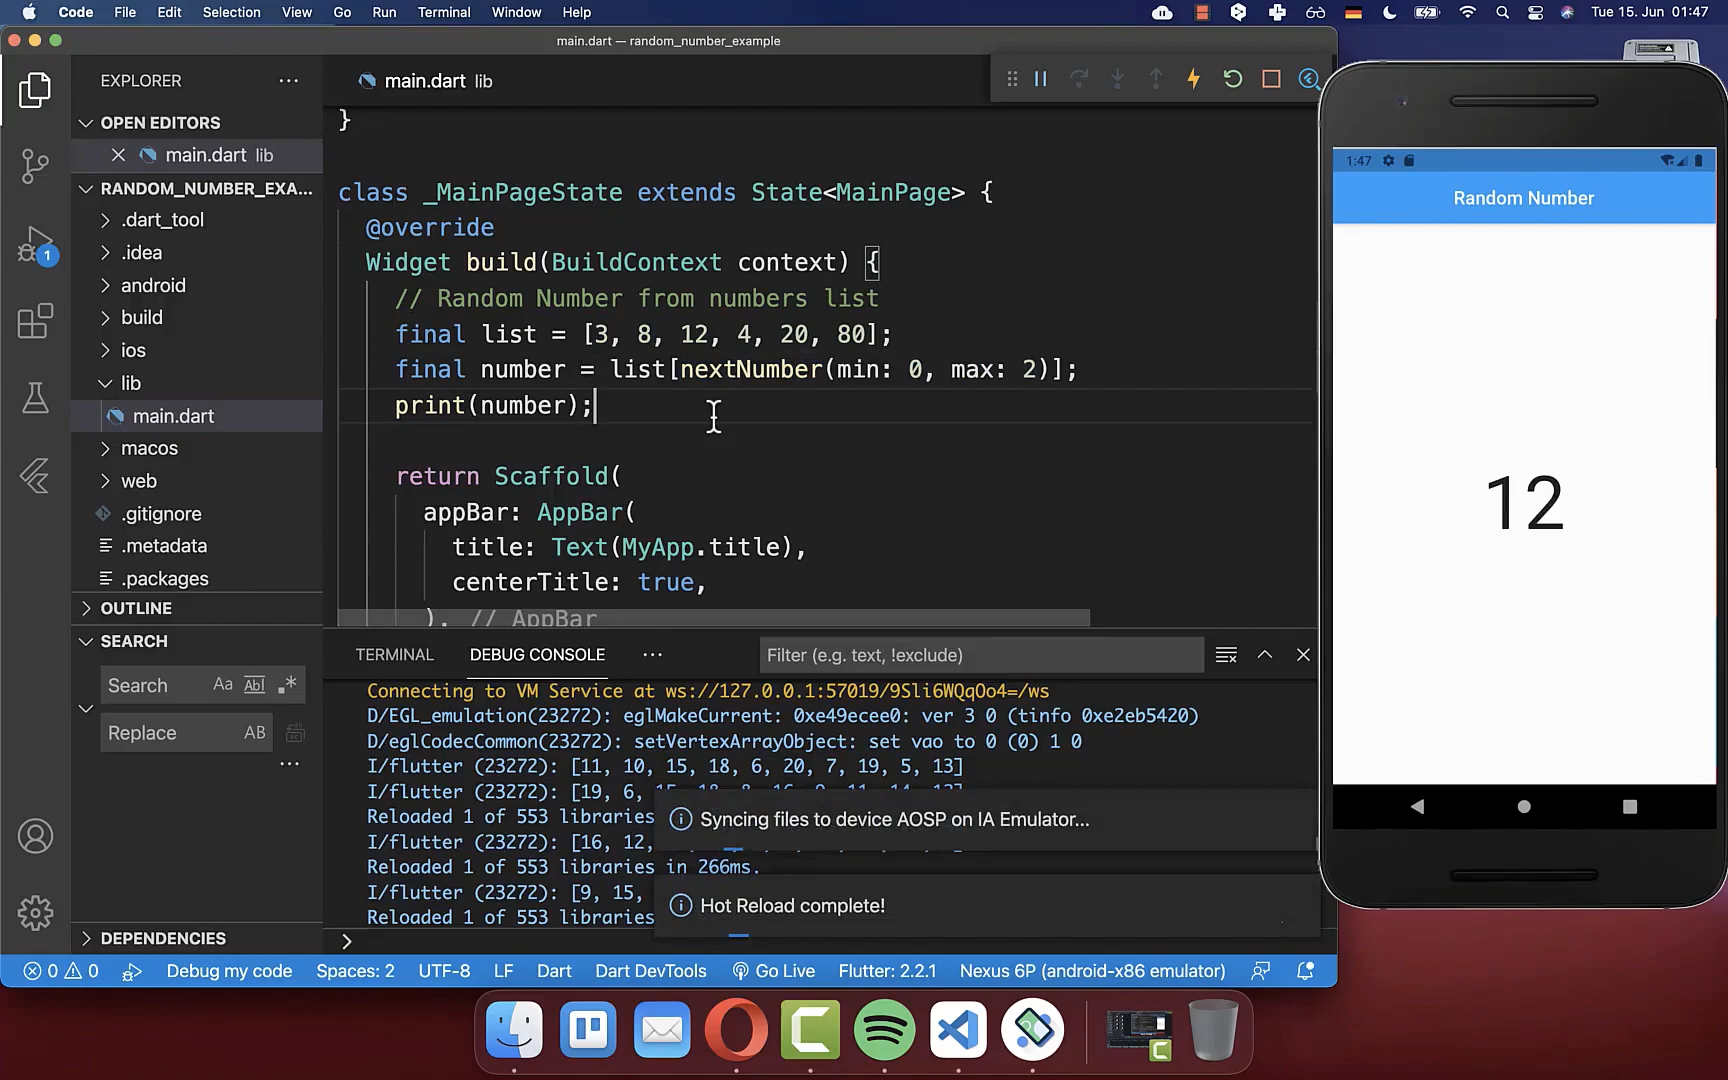 Code File Edit Selection View Go Run Terminal Window Help Tue 15. Jun 01:47
main.dart — random_number_example
EXPLORER
main.dart lib
OPEN EDITORS
main.dart lib
RANDOM_NUMBER_EXA...
.dart_tool
.idea
android
build
ios
lib
main.dart
macos
web
.gitignore
.metadata
.packages
OUTLINE
SEARCH
Search Aa Abl
Replace AB
DEPENDENCIES
1
}
class _MainPageState extends State<MainPage> {
@override
Widget build(BuildContext context) {
// Random Number from numbers list
final list = [3, 8, 12, 4, 20, 80];
final number = list[nextNumber(min: 0, max: 2)];
print(number);
return Scaffold(
appBar: AppBar(
title: Text(MyApp.title),
centerTitle: true,
), // AppBar
TERMINAL DEBUG CONSOLE Filter (e.g. text, !exclude)
Connecting to VM Service at ws://127.0.0.1:57019/9Sli6WQqOo4=/ws
D/EGL_emulation(23272): eglMakeCurrent: 0xe49ecee0: ver 3 0 (tinfo 0xe2eb5420)
D/eglCodecCommon(23272): setVertexArrayObject: set vao to 0 (0) 1 0
I/flutter (23272): [11, 10, 15, 18, 6, 20, 7, 19, 5, 13]
I/flutter (23272): [19, 6,
Reloaded 1 of 553 libraries
I/flutter (23272): [16, 12,
Reloaded 1 of 553 libraries in 266ms.
I/flutter (23272): [9, 15,
Reloaded 1 of 553 libraries
Syncing files to device AOSP on IA Emulator...
Hot Reload complete!
0 0 Debug my code Spaces: 2 UTF-8 LF Dart Dart DevTools Go Live Flutter: 2.2.1 Nexus 6P (android-x86 emulator)
1:47
Random Number
12